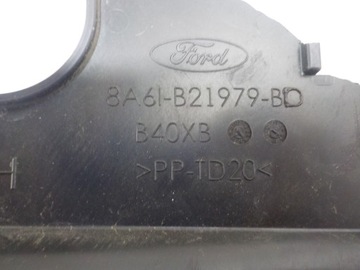 Ford
8A61-B21979-BD
B40XB
H
>PP-TD20<